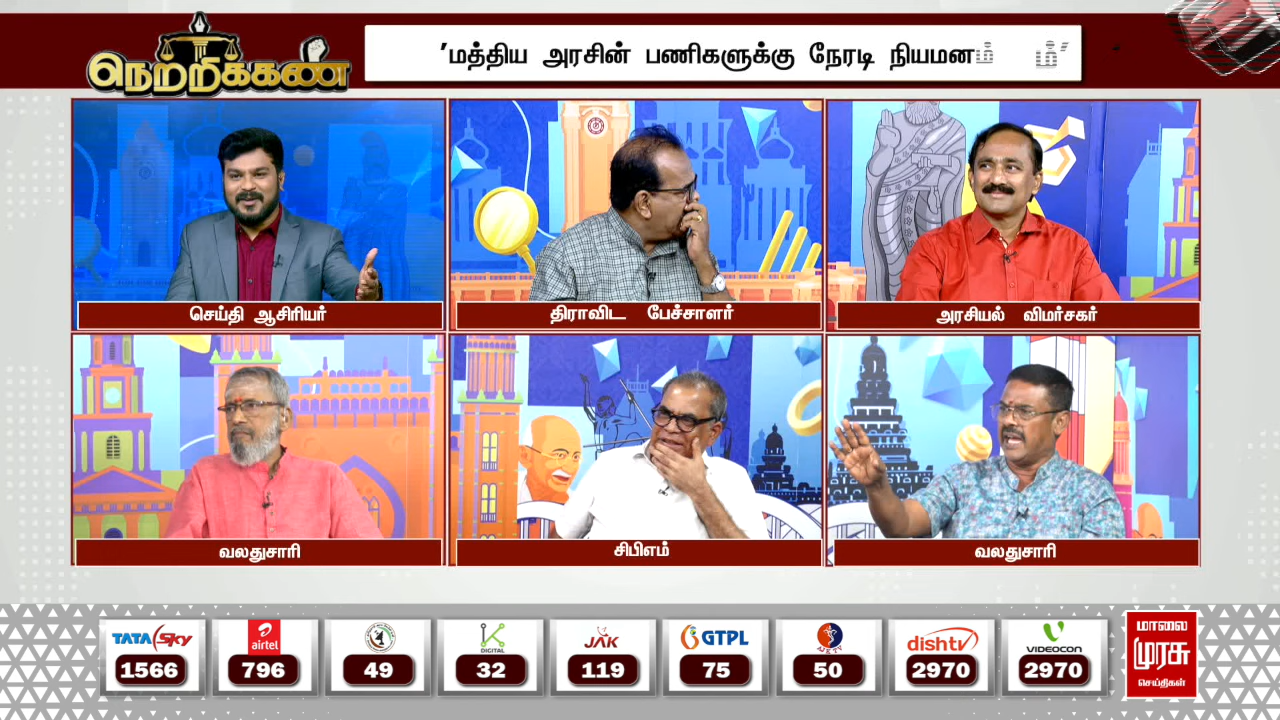 நெற்றிக்கண்
'மத்திய அரசின் பணிகளுக்கு நேரடி நியமனம்
செய்தி ஆசிரியர்
திராவிட பேச்சாளர்
அரசியல் விமர்சகர்
வலதுசாரி
சிபிஎம்
வலதுசாரி
TATA Sky
1566
airtel
796
49
DIGITAL
32
JAK
119
GTPL
75
50
dishtv
2970
VIDEOCON
2970
மாலை
முரசு
செய்திகள்